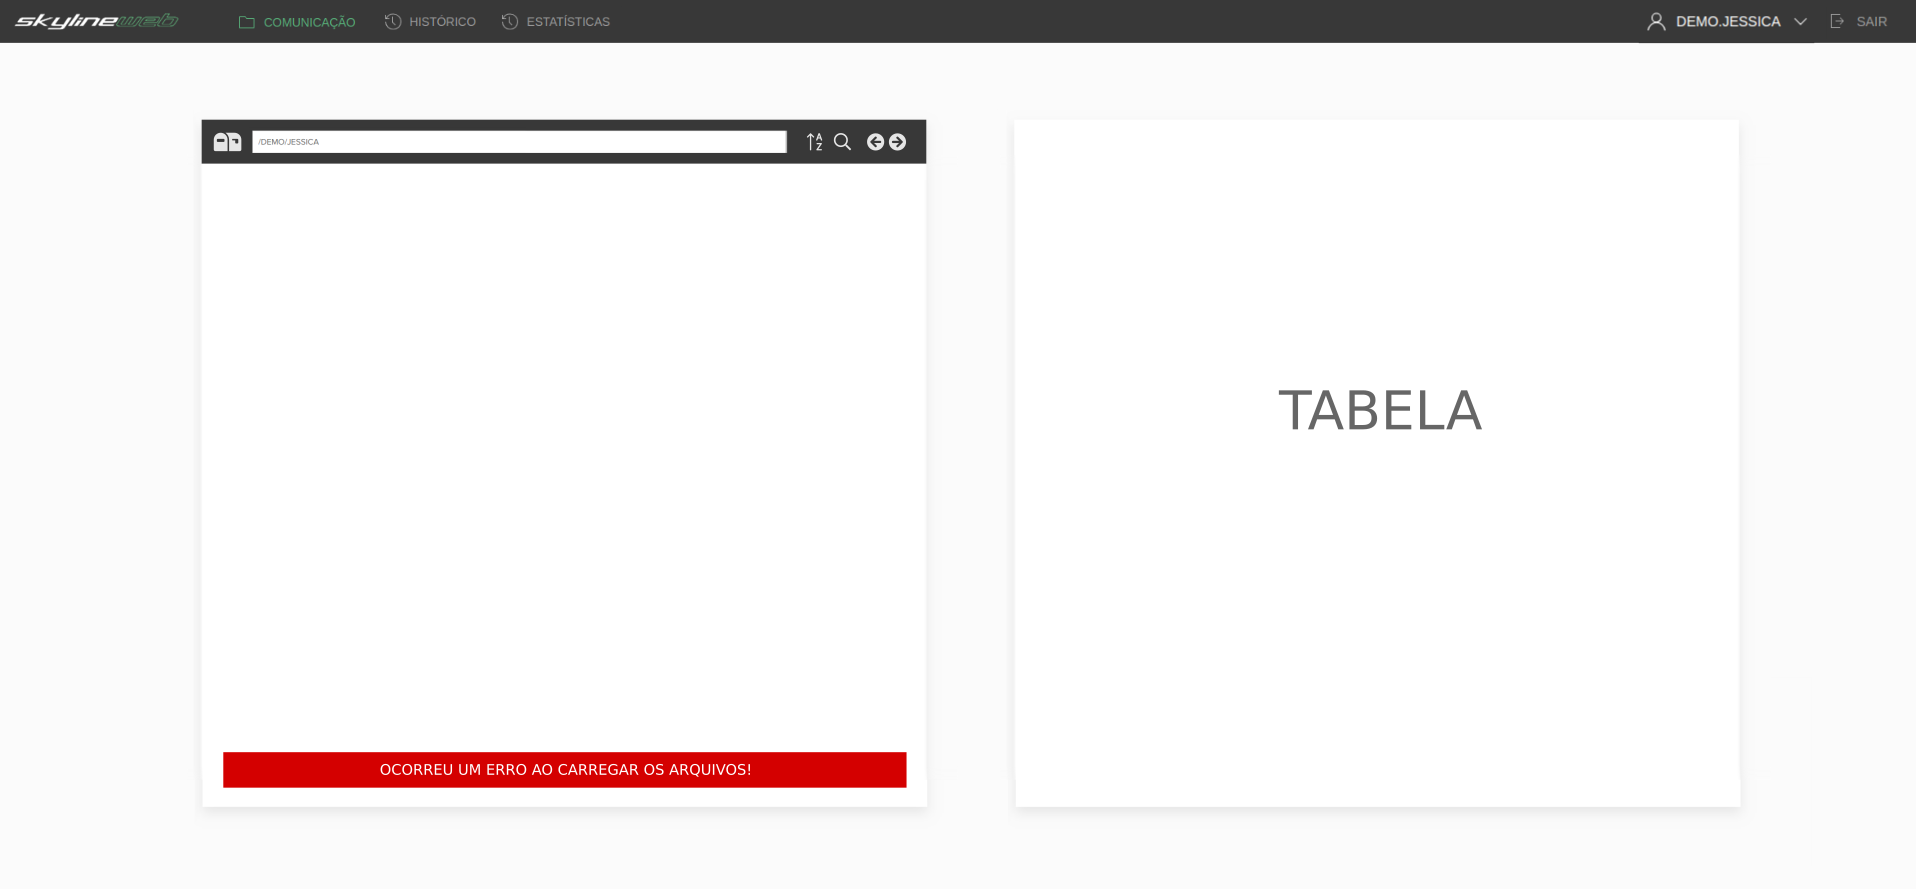 skylineweb
COMUNICAÇÃO
HISTÓRICO
ESTATÍSTICAS
DEMO.JESSICA
SAIR
/DEMO/JESSICA
A
Z
TABELA
OCORREU UM ERRO AO CARREGAR OS ARQUIVOS!